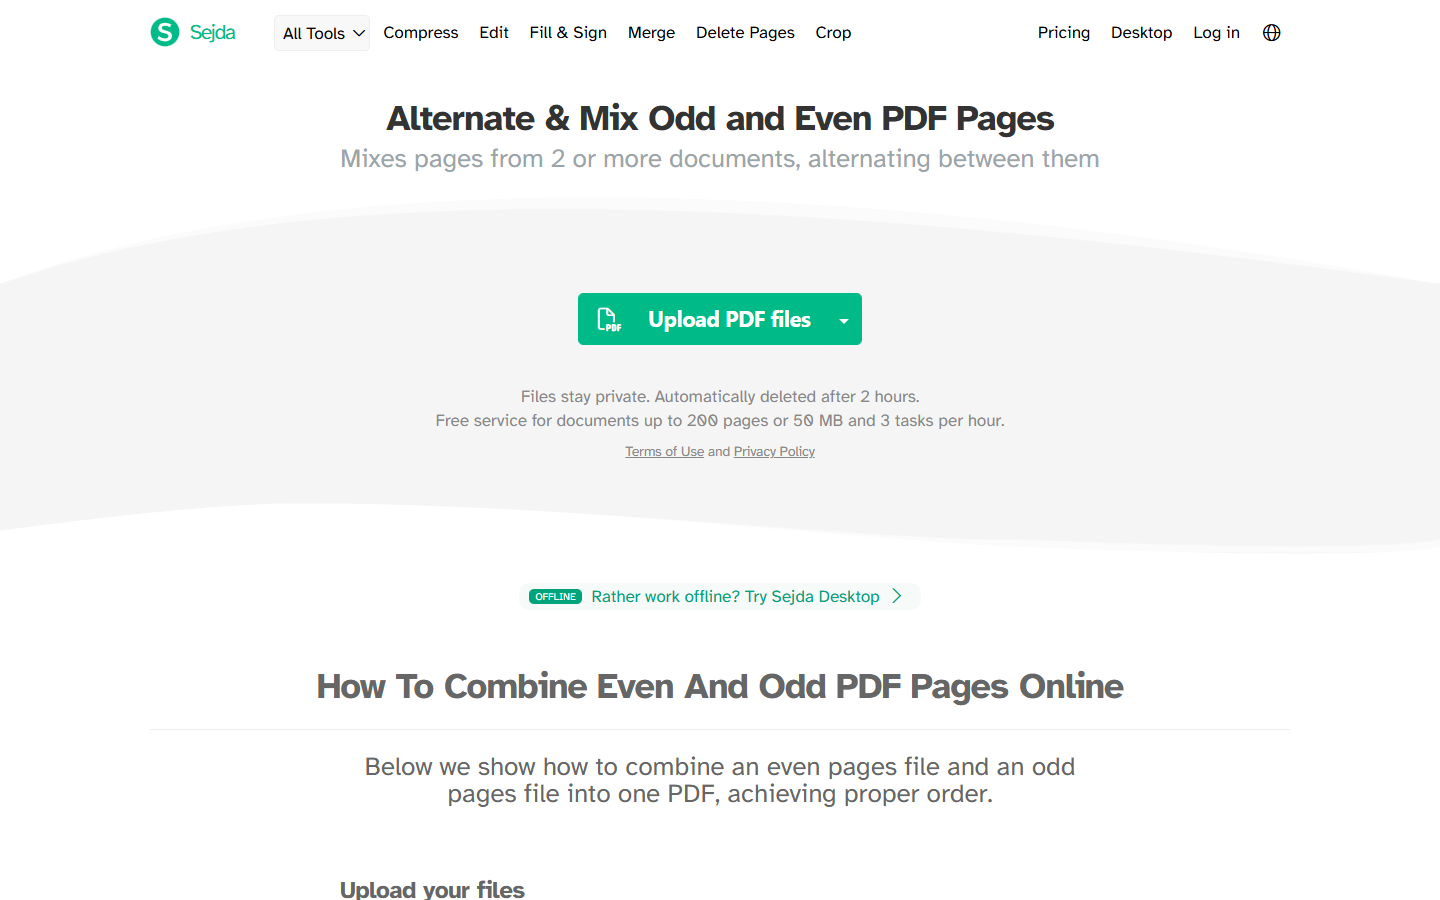 Sejda
All Tools Compress Edit Fill & Sign Merge Delete Pages Crop Pricing Desktop Log in
Alternate & Mix Odd and Even PDF Pages
Mixes pages from 2 or more documents, alternating between them
PDF Upload PDF files
Files stay private. Automatically deleted after 2 hours.
Free service for documents up to 200 pages or 50 MB and 3 tasks per hour.
Terms of Use and Privacy Policy
OFFLINE Rather work offline? Try Sejda Desktop
How To Combine Even And Odd PDF Pages Online
Below we show how to combine an even pages file and an odd
pages file into one PDF, achieving proper order.
Upload your files